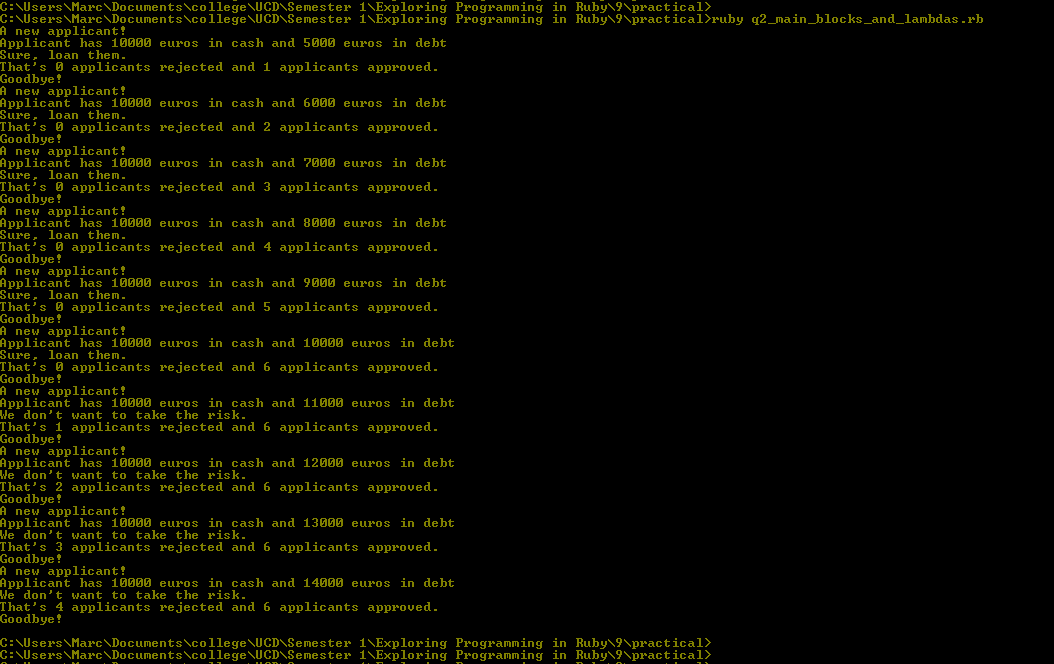 C:\Users\Marc\Documents\college\UCD\Semester 1\Exploring Programming in Ruby\9\practical>
C:\Users\Marc\Documents\college\UCD\Semester 1\Exploring Programming in Ruby\9\practical>ruby q2_main_blocks_and_lambdas.rb
A new applicant!
Applicant has 10000 euros in cash and 5000 euros in debt
Sure, loan them.
That's 0 applicants rejected and 1 applicants approved.
Goodbye!
A new applicant!
Applicant has 10000 euros in cash and 6000 euros in debt
Sure, loan them.
That's 0 applicants rejected and 2 applicants approved.
Goodbye!
A new applicant!
Applicant has 10000 euros in cash and 7000 euros in debt
Sure, loan them.
That's 0 applicants rejected and 3 applicants approved.
Goodbye!
A new applicant!
Applicant has 10000 euros in cash and 8000 euros in debt
Sure, loan them.
That's 0 applicants rejected and 4 applicants approved.
Goodbye!
A new applicant!
Applicant has 10000 euros in cash and 9000 euros in debt
Sure, loan them.
That's 0 applicants rejected and 5 applicants approved.
Goodbye!
A new applicant!
Applicant has 10000 euros in cash and 10000 euros in debt
Sure, loan them.
That's 0 applicants rejected and 6 applicants approved.
Goodbye!
A new applicant!
Applicant has 10000 euros in cash and 11000 euros in debt
We don't want to take the risk.
That's 1 applicants rejected and 6 applicants approved.
Goodbye!
A new applicant!
Applicant has 10000 euros in cash and 12000 euros in debt
We don't want to take the risk.
That's 2 applicants rejected and 6 applicants approved.
Goodbye!
A new applicant!
Applicant has 10000 euros in cash and 13000 euros in debt
We don't want to take the risk.
That's 3 applicants rejected and 6 applicants approved.
Goodbye!
A new applicant!
Applicant has 10000 euros in cash and 14000 euros in debt
We don't want to take the risk.
That's 4 applicants rejected and 6 applicants approved.
Goodbye!
C:\Users\Marc\Documents\college\UCD\Semester 1\Exploring Programming in Ruby\9\practical>
C:\Users\Marc\Documents\college\UCD\Semester 1\Exploring Programming in Ruby\9\practical>